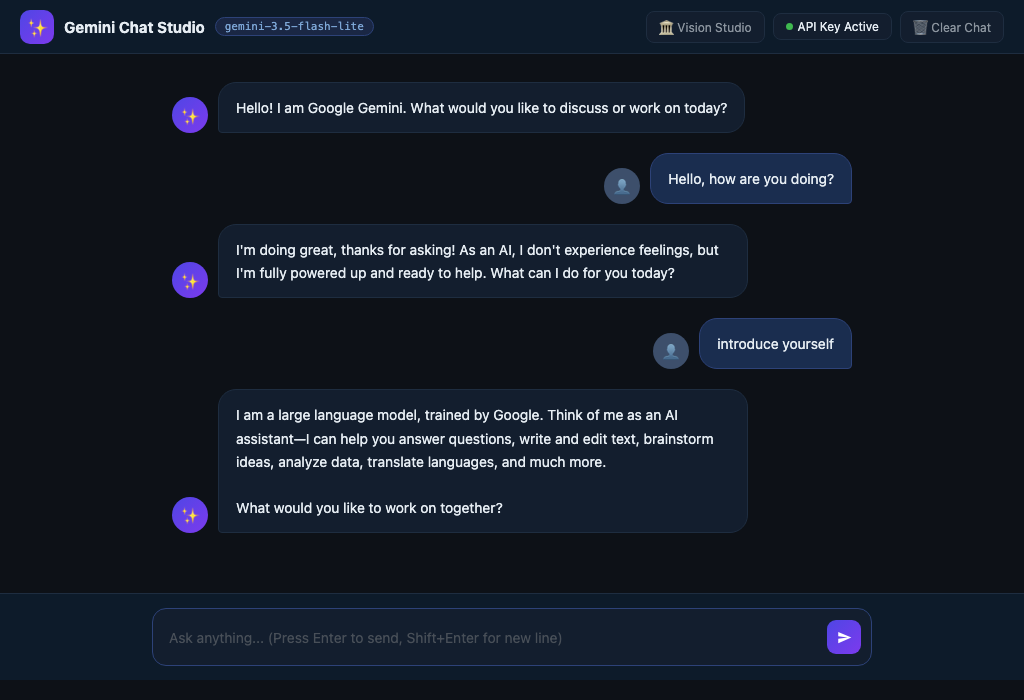 Gemini Chat Studio
gemini-3.5-flash-lite
Vision Studio
API Key Active
Clear Chat
Hello! I am Google Gemini. What would you like to discuss or work on today?
Hello, how are you doing?
I'm doing great, thanks for asking! As an AI, I don't experience feelings, but
I'm fully powered up and ready to help. What can I do for you today?
introduce yourself
I am a large language model, trained by Google. Think of me as an AI
assistant—I can help you answer questions, write and edit text, brainstorm
ideas, analyze data, translate languages, and much more.
What would you like to work on together?
Ask anything... (Press Enter to send, Shift+Enter for new line)